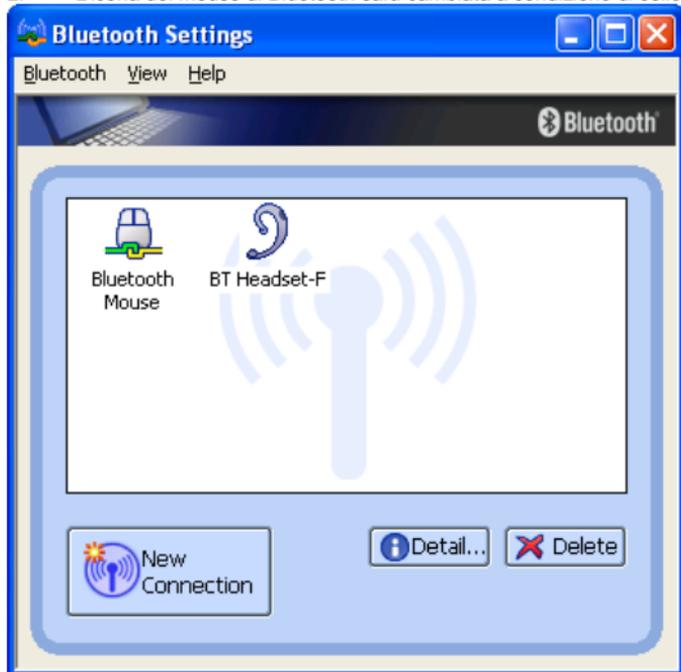 Bluetooth Settings
Bluetooth View Help
Bluetooth
Bluetooth
Mouse
BT Headset-F
New
Connection
Detail...
Delete